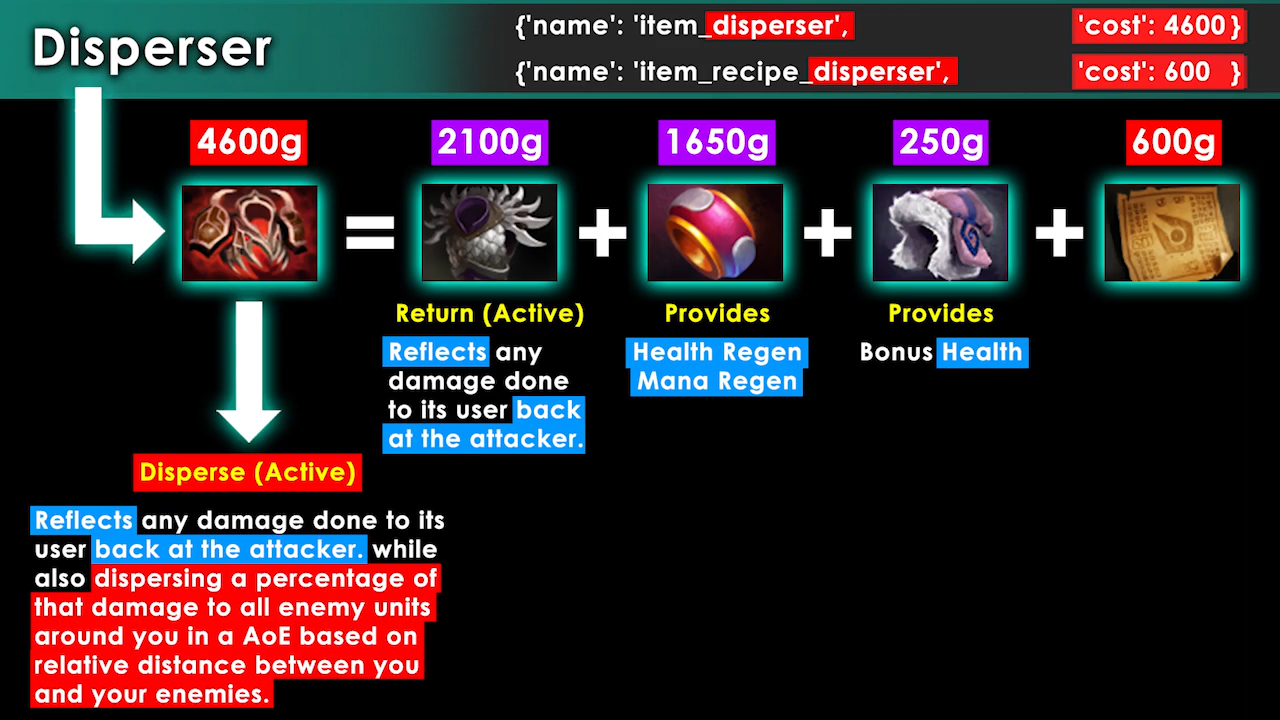 Disperser
{'name': 'item_disperser', 'cost': 4600 }
{'name': 'item_recipe_disperser', 'cost': 600 }
4600g
2100g
1650g
250g
600g
=
+
+
+
Return (Active)
Reflects any
damage done
to its user back
at the attacker.
Provides
Health Regen
Mana Regen
Provides
Bonus Health
Disperse (Active)
Reflects any damage done to its
user back at the attacker. while
also dispersing a percentage of
that damage to all enemy units
around you in a AoE based on
relative distance between you
and your enemies.